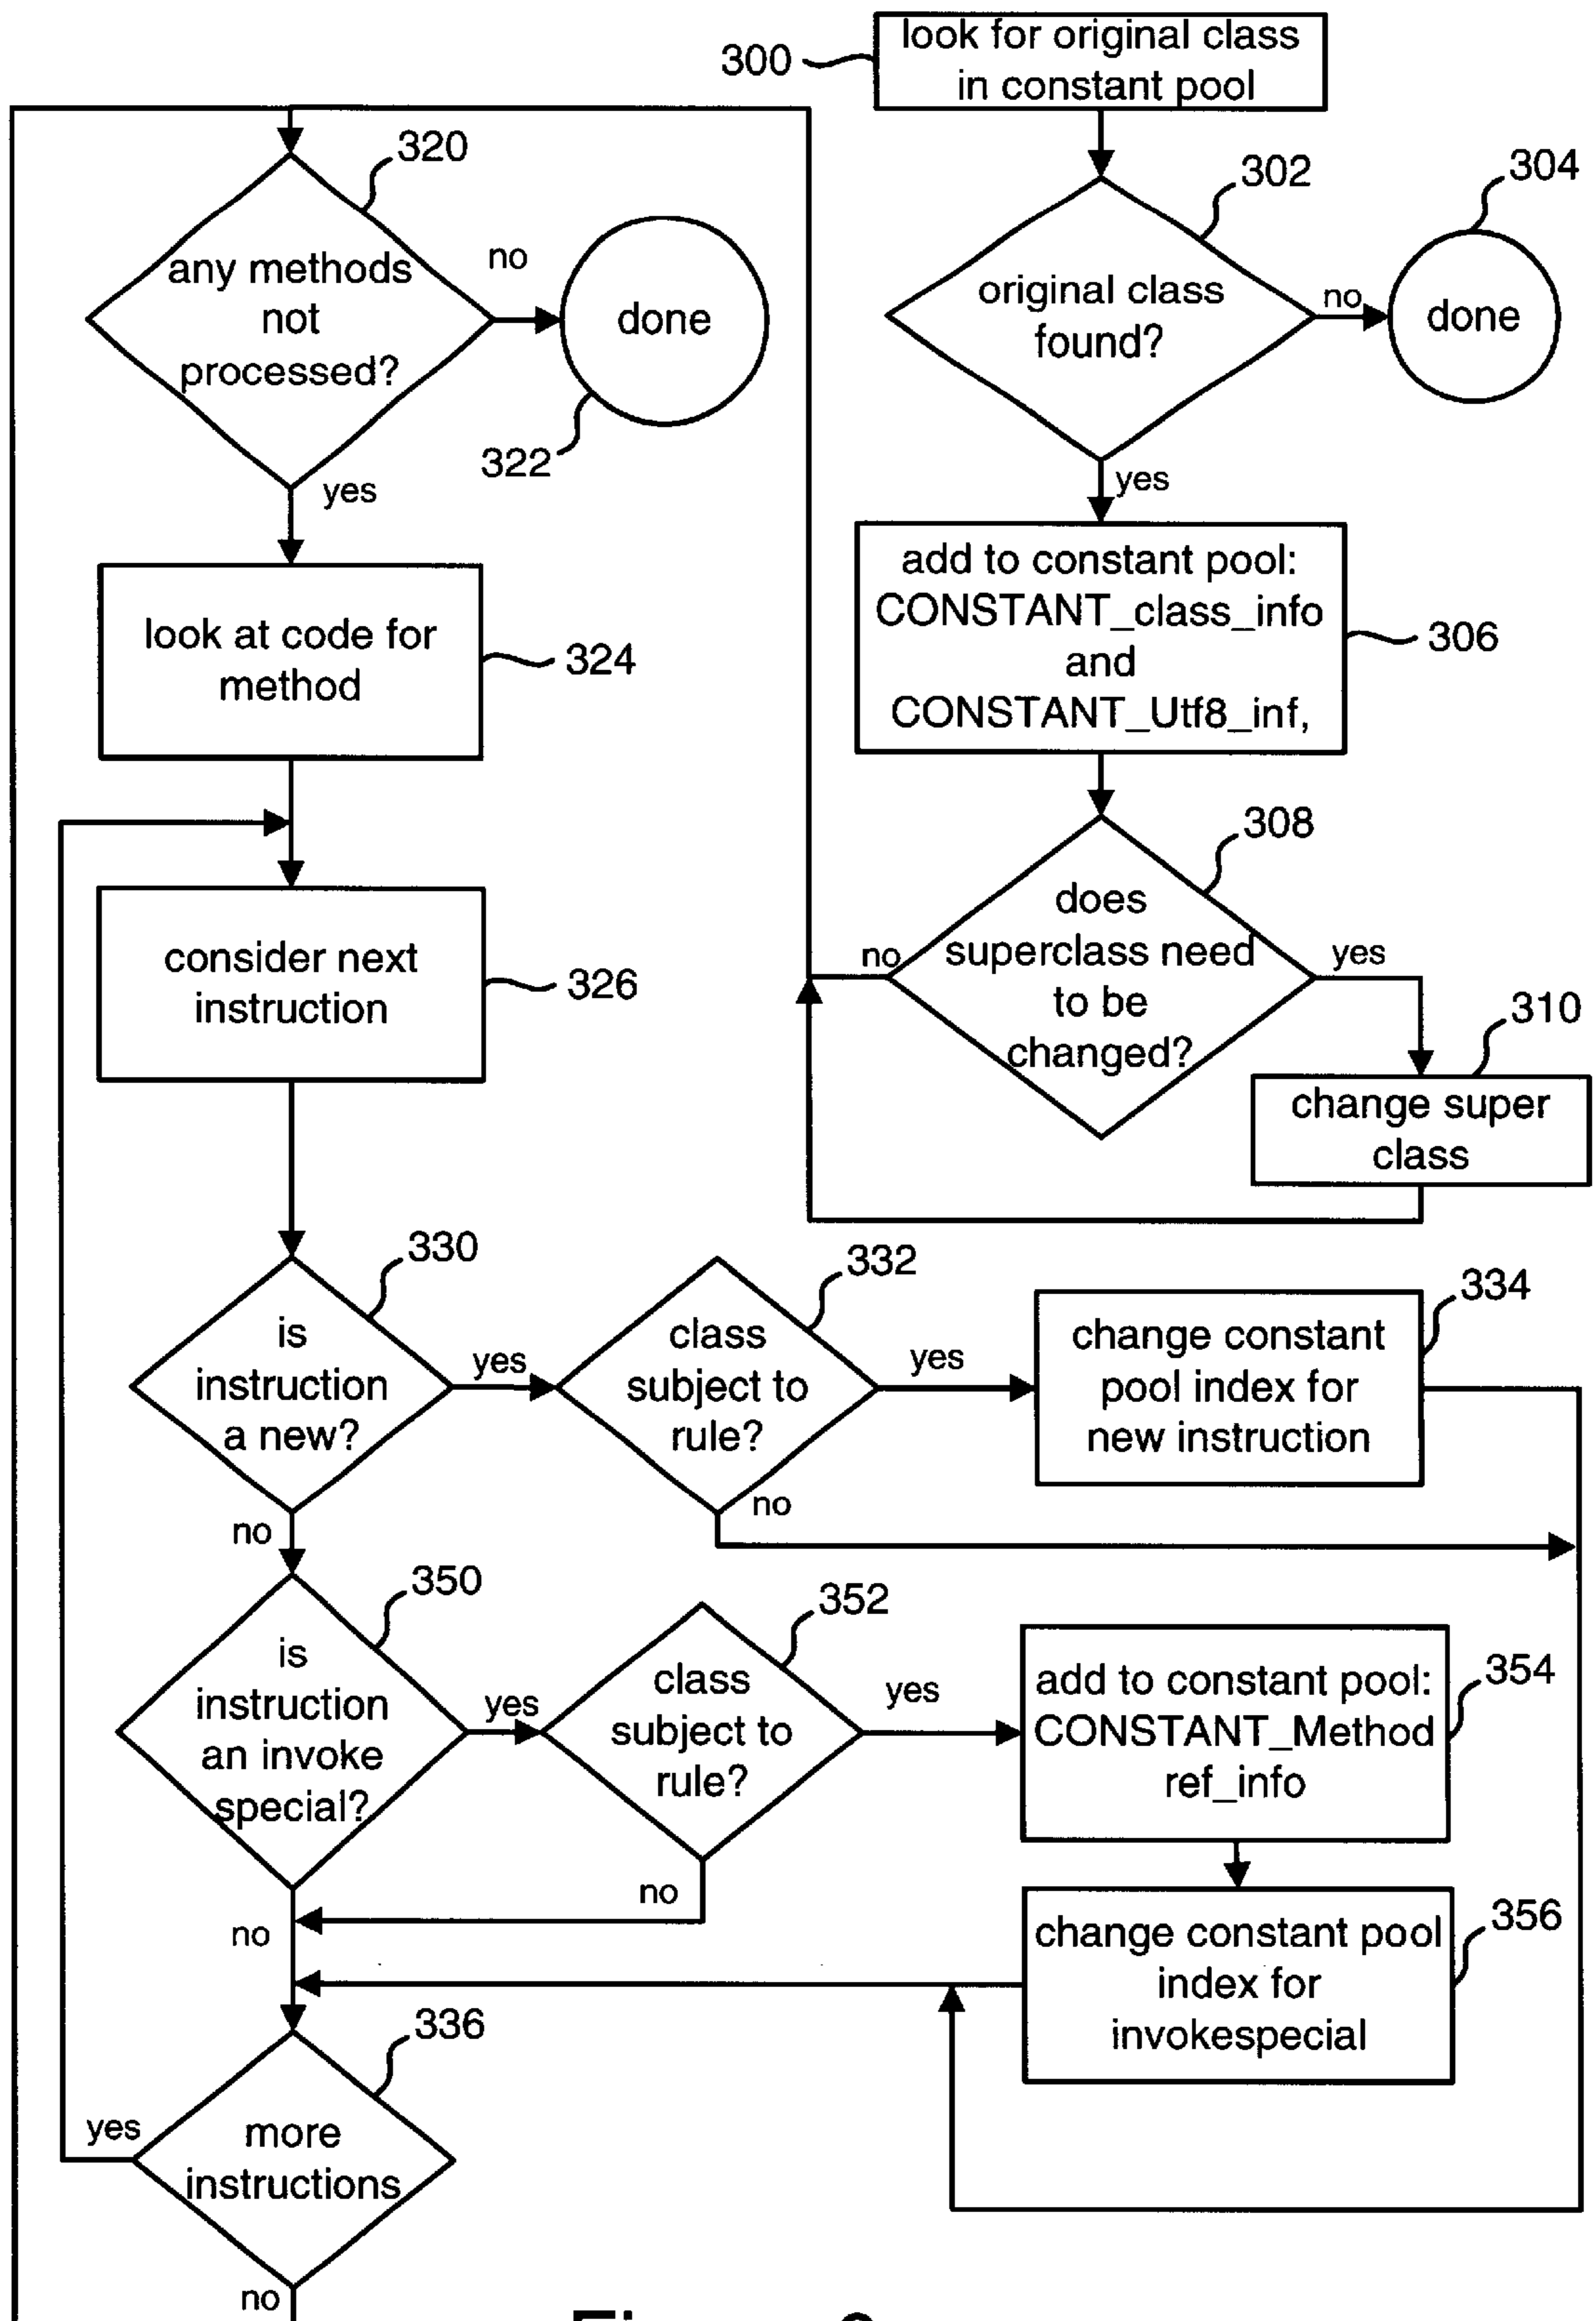 300
look for original class
in constant pool
302
original class
found?
no
304
done
yes
add to constant pool:
CONSTANT_class_info
and
CONSTANT_Utf8_inf,
306
308
does
superclass need
to be
changed?
no
yes
310
change super
class
320
any methods
not
processed?
no
done
322
yes
look at code for
method
324
consider next
instruction
326
330
is
instruction
a new?
yes
332
class
subject to
rule?
yes
334
change constant
pool index for
new instruction
no
no
350
is
instruction
an invoke
special?
yes
352
class
subject to
rule?
yes
354
add to constant pool:
CONSTANT_Method
ref_info
no
no
356
change constant pool
index for
invokespecial
336
more
instructions
yes
no